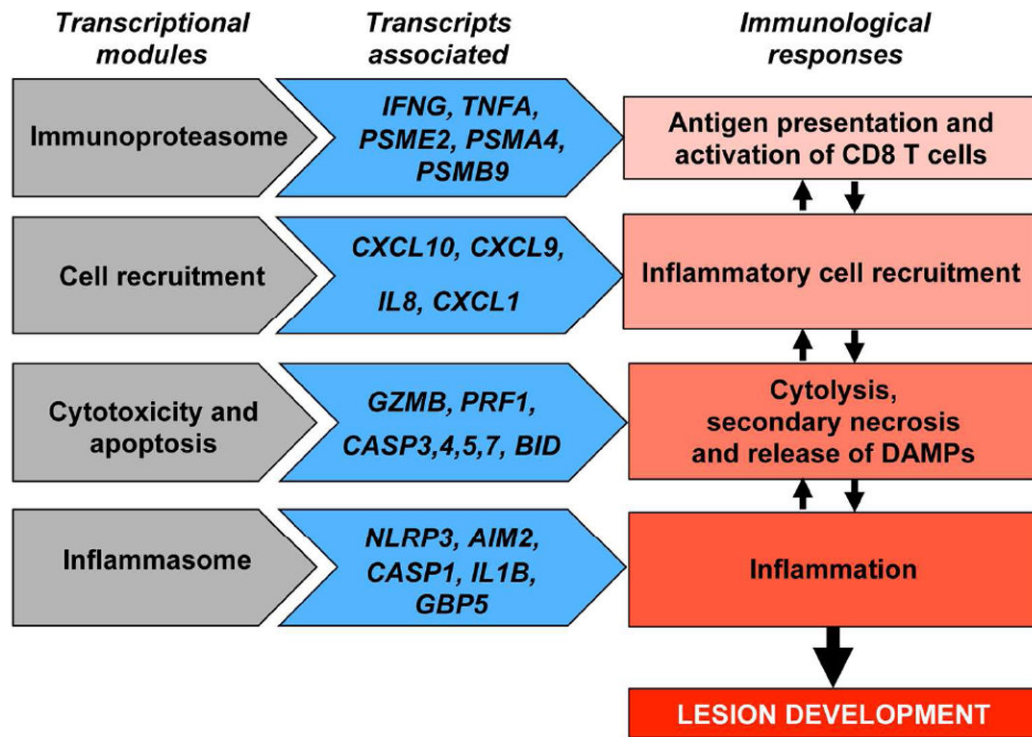 Transcriptional
modules
Transcripts
associated
Immunological
responses
Immunoproteasome
IFNG, TNFA,
PSME2, PSMA4,
PSMB9
Antigen presentation and
activation of CD8 T cells
Cell recruitment
CXCL10, CXCL9,
IL8, CXCL1
Inflammatory cell recruitment
Cytotoxicity and
apoptosis
GZMB, PRF1,
CASP3,4,5,7, BID
Cytolysis,
secondary necrosis
and release of DAMPs
Inflammasome
NLRP3, AIM2,
CASP1, IL1B,
GBP5
Inflammation
LESION DEVELOPMENT